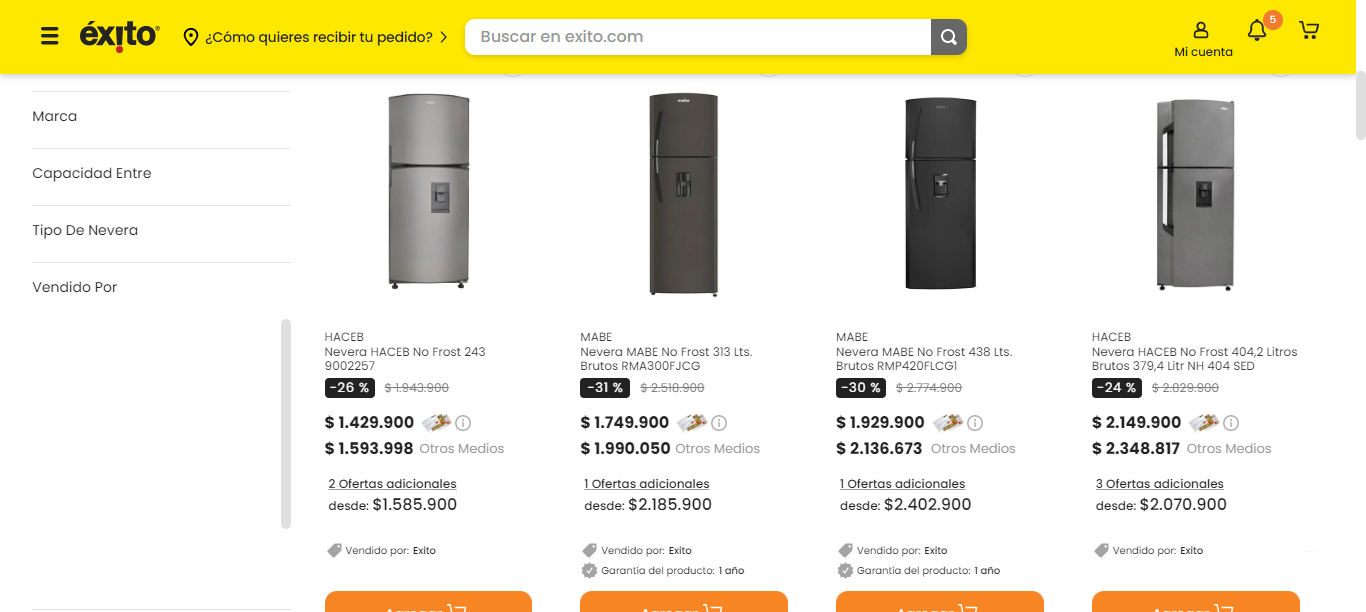 éxito
¿Cómo quieres recibir tu pedido?
Buscar en exito.com
Mi cuenta
5
Marca
Capacidad Entre
Tipo De Nevera
Vendido Por
HACEB
Nevera HACEB No Frost 243
9002257
-26 % $ 1.943.900
$ 1.429.900
$ 1.593.998 Otros Medios
2 Ofertas adicionales
desde: $1.585.900
Vendido por: Exito
Agregar
mabe
MABE
Nevera MABE No Frost 313 Lts.
Brutos RMA300FJCG
-31 % $ 2.518.900
$ 1.749.900
$ 1.990.050 Otros Medios
1 Ofertas adicionales
desde: $2.185.900
Vendido por: Exito
Garantía del producto: 1 año
Agregar
MABE
Nevera MABE No Frost 438 Lts.
Brutos RMP420FLCG1
-30 % $ 2.774.900
$ 1.929.900
$ 2.136.673 Otros Medios
1 Ofertas adicionales
desde: $2.402.900
Vendido por: Exito
Garantía del producto: 1 año
Agregar
HACEB
Nevera HACEB No Frost 404,2 Litros
Brutos 379,4 Litr NH 404 SED
-24 % $ 2.829.900
$ 2.149.900
$ 2.348.817 Otros Medios
3 Ofertas adicionales
desde: $2.070.900
Vendido por: Exito
Agregar